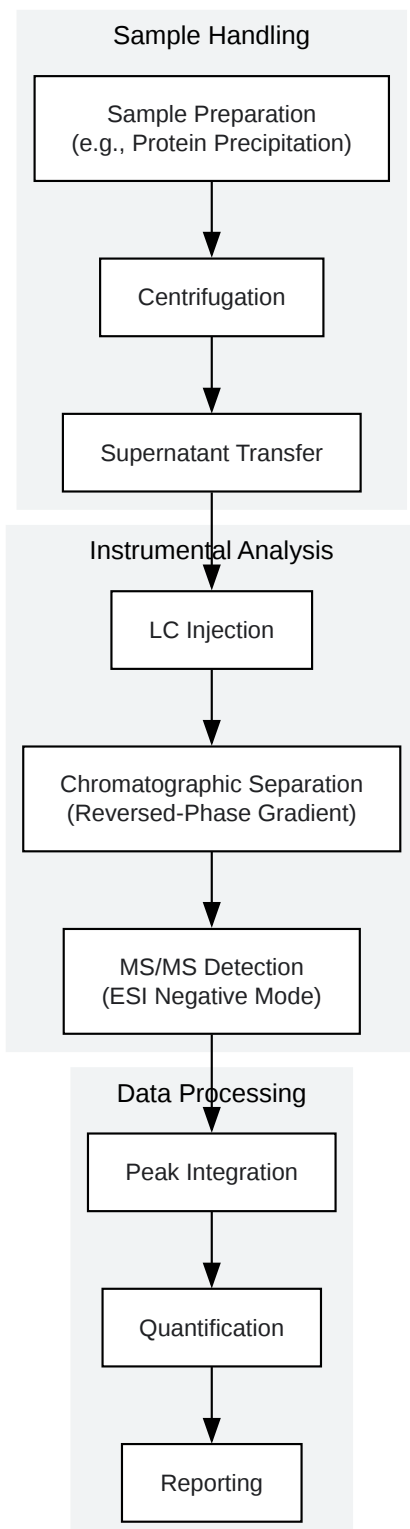 Sample Handling
Sample Preparation
(e.g., Protein Precipitation)
Centrifugation
Supernatant Transfer
Instrumental Analysis
LC Injection
Chromatographic Separation
(Reversed-Phase Gradient)
MS/MS Detection
(ESI Negative Mode)
Data Processing
Peak Integration
Quantification
Reporting